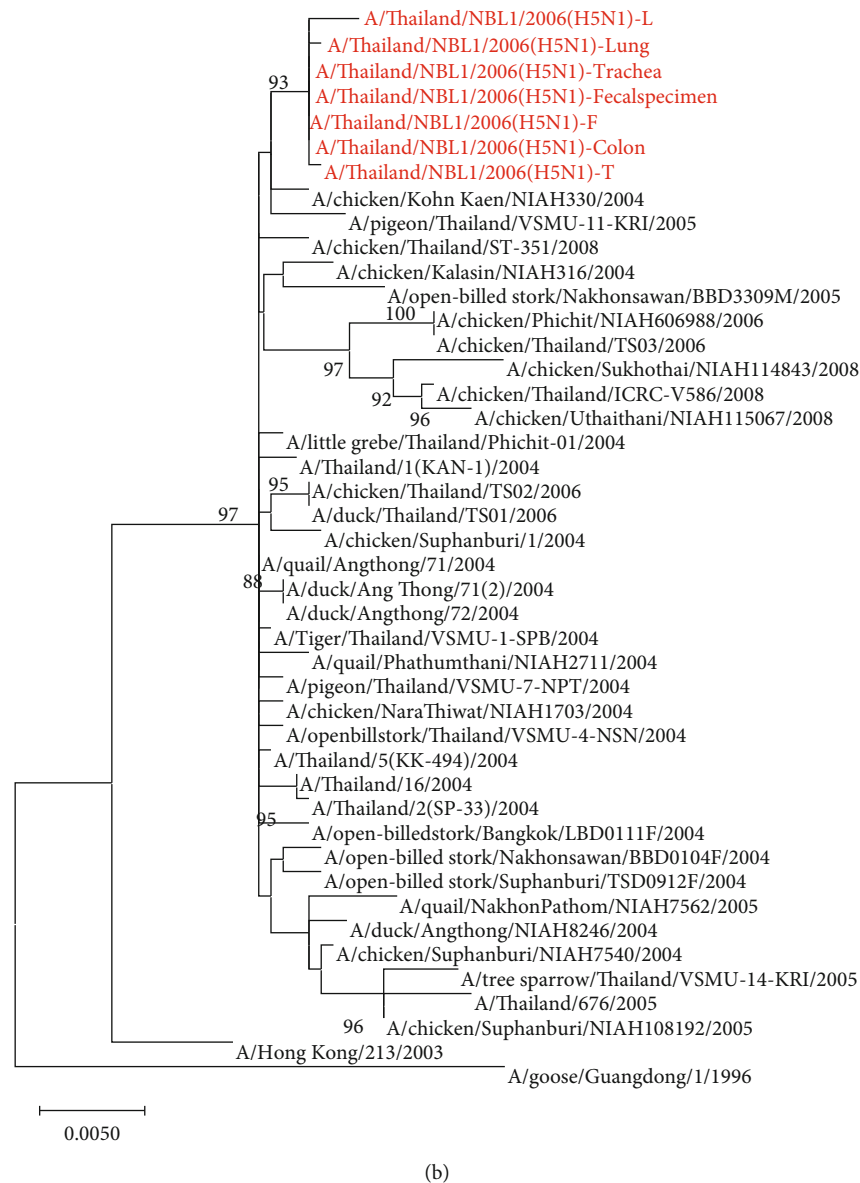 A/Thailand/NBL1/2006(H5N1)-L
A/Thailand/NBL1/2006(H5N1)-Lung
A/Thailand/NBL1/2006(H5N1)-Trachea
93
A/Thailand/NBL1/2006(H5N1)-Fecalspecimen
A/Thailand/NBL1/2006(H5N1)-F
A/Thailand/NBL1/2006(H5N1)-Colon
A/Thailand/NBL1/2006(H5N1)-T
A/chicken/Kohn Kaen/NIAH330/2004
A/pigeon/Thailand/VSMU-11-KRI/2005
A/chicken/Thailand/ST-351/2008
A/chicken/Kalasin/NIAH316/2004
A/open-billed stork/Nakhonsawan/BBD3309M/2005
100
A/chicken/Phichit/NIAH606988/2006
A/chicken/Thailand/TS03/2006
97
A/chicken/Sukhothai/NIAH114843/2008
92
A/chicken/Thailand/ICRC-V586/2008
96
A/chicken/Uthaithani/NIAH115067/2008
A/little grebe/Thailand/Phichit-01/2004
A/Thailand/1(KAN-1)/2004
95
A/chicken/Thailand/TS02/2006
97
A/duck/Thailand/TS01/2006
A/chicken/Suphanburi/1/2004
A/quail/Angthong/71/2004
88
A/duck/Ang Thong/71(2)/2004
A/duck/Angthong/72/2004
A/Tiger/Thailand/VSMU-1-SPB/2004
A/quail/Phathumthani/NIAH2711/2004
A/pigeon/Thailand/VSMU-7-NPT/2004
A/chicken/NaraThiwat/NIAH1703/2004
A/openbillstork/Thailand/VSMU-4-NSN/2004
A/Thailand/5(KK-494)/2004
A/Thailand/16/2004
A/Thailand/2(SP-33)/2004
95
A/open-billedstork/Bangkok/LBD0111F/2004
A/open-billed stork/Nakhonsawan/BBD0104F/2004
A/open-billed stork/Suphanburi/TSD0912F/2004
A/quail/NakhonPathom/NIAH7562/2005
A/duck/Angthong/NIAH8246/2004
A/chicken/Suphanburi/NIAH7540/2004
A/tree sparrow/Thailand/VSMU-14-KRI/2005
A/Thailand/676/2005
96
A/chicken/Suphanburi/NIAH108192/2005
A/Hong Kong/213/2003
A/goose/Guangdong/1/1996
0.0050
(b)